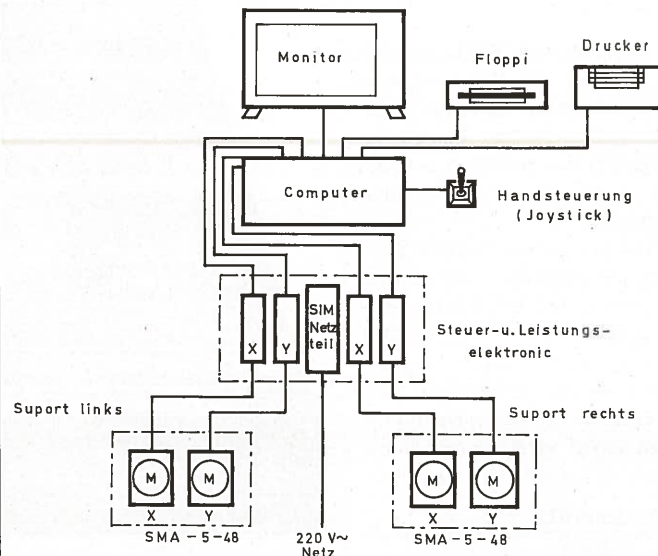 Monitor
Floppi
Drucker
Computer
Handsteuerung
(Joystick)
X
Y
SIM
Netz
teil
X
Y
Steuer-u.Leistungs-
elektronic
Suport links
Suport rechts
M
M
M
M
X
Y
X
Y
SMA-5-48
220 V~
Netz
SMA-5-48